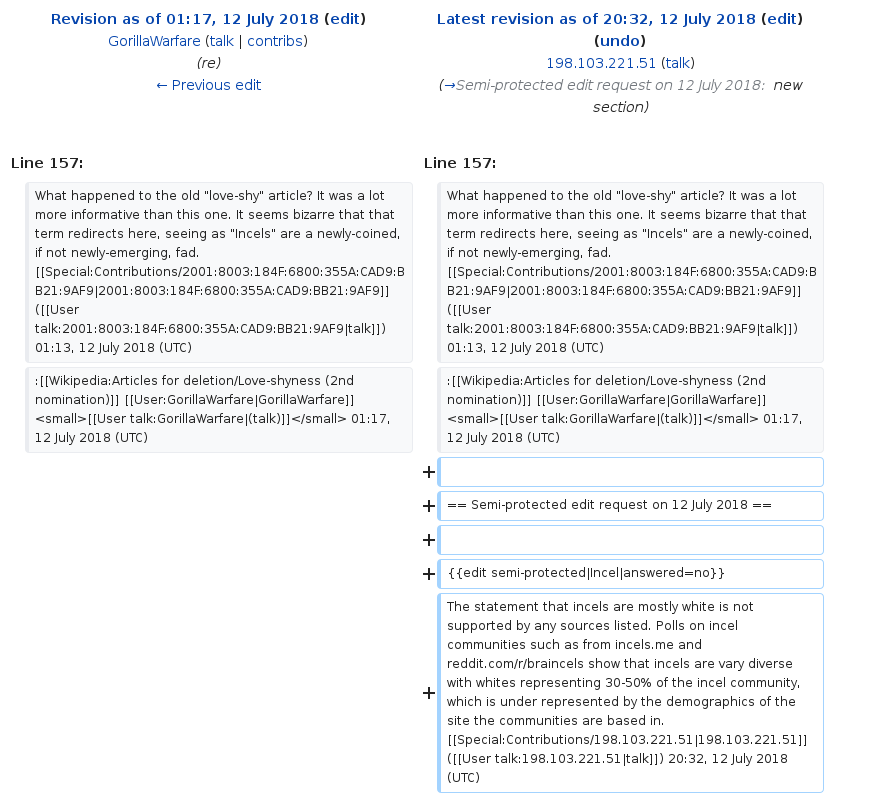 Revision as of 01:17, 12 July 2018 (edit)
GorillaWarfare (talk | contribs)
(re)
← Previous edit
Latest revision as of 20:32, 12 July 2018 (edit)
(undo)
198.103.221.51 (talk)
(→Semi-protected edit request on 12 July 2018: new
section)
Line 157:
Line 157:
What happened to the old "love-shy" article? It was a lot
more informative than this one. It seems bizarre that that
term redirects here, seeing as "Incels" are a newly-coined,
if not newly-emerging, fad.
[[Special:Contributions/2001:8003:184F:6800:355A:CAD9:B
B21:9AF9|2001:8003:184F:6800:355A:CAD9:BB21:9AF9]]
([[User
talk:2001:8003:184F:6800:355A:CAD9:BB21:9AF9|talk]])
01:13, 12 July 2018 (UTC)
What happened to the old "love-shy" article? It was a lot
more informative than this one. It seems bizarre that that
term redirects here, seeing as "Incels" are a newly-coined,
if not newly-emerging, fad.
[[Special:Contributions/2001:8003:184F:6800:355A:CAD9:B
B21:9AF9|2001:8003:184F:6800:355A:CAD9:BB21:9AF9]]
([[User
talk:2001:8003:184F:6800:355A:CAD9:BB21:9AF9|talk]])
01:13, 12 July 2018 (UTC)
:[[Wikipedia:Articles for deletion/Love-shyness (2nd
nomination)]] [[User:GorillaWarfare|GorillaWarfare]]
<small>[[User talk:GorillaWarfare|(talk)]]</small> 01:17,
12 July 2018 (UTC)
:[[Wikipedia:Articles for deletion/Love-shyness (2nd
nomination)]] [[User:GorillaWarfare|GorillaWarfare]]
<small>[[User talk:GorillaWarfare|(talk)]]</small> 01:17,
12 July 2018 (UTC)
+
+ == Semi-protected edit request on 12 July 2018 ==
+
+ {{edit semi-protected|Incel|answered=no}}
The statement that incels are mostly white is not
supported by any sources listed. Polls on incel
communities such as from incels.me and
reddit.com/r/braincels show that incels are vary diverse
with whites representing 30-50% of the incel community,
+ which is under represented by the demographics of the
site the communities are based in.
[[Special:Contributions/198.103.221.51|198.103.221.51]]
([[User talk:198.103.221.51|talk]]) 20:32, 12 July 2018
(UTC)